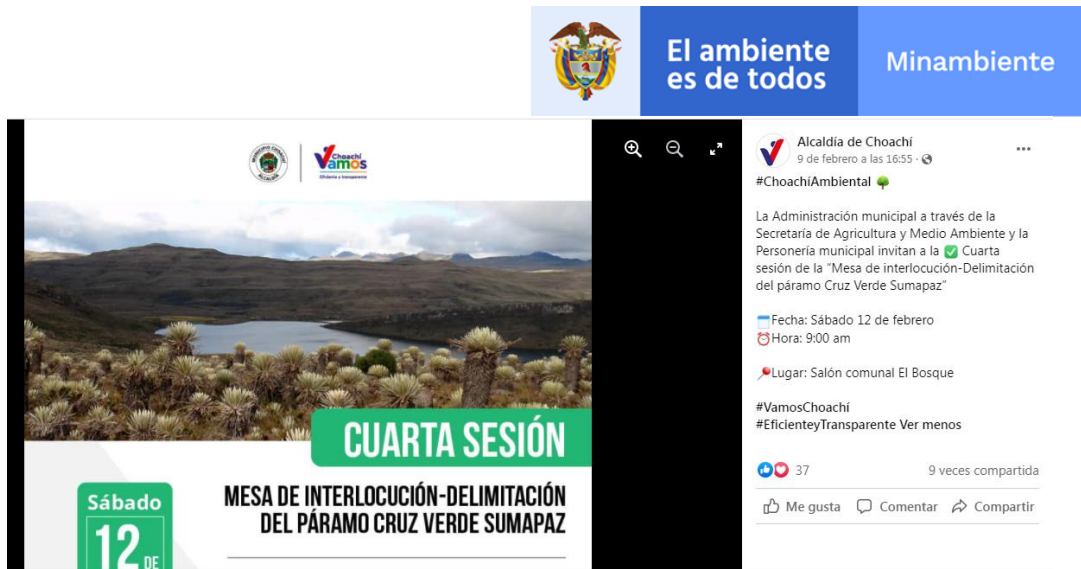 El ambiente
es de todos
Minambiente
MUNICIPIO CHOACHÍ
ALCALDÍA
Choachí
Vamos
Eficiente y transparente
CUARTA SESIÓN
MESA DE INTERLOCUCIÓN-DELIMITACIÓN
DEL PÁRAMO CRUZ VERDE SUMAPAZ
Sábado
12 DE
Alcaldía de Choachí
9 de febrero a las 16:55 ·
#ChoachíAmbiental 🌳
La Administración municipal a través de la
Secretaría de Agricultura y Medio Ambiente y la
Personería municipal invitan a la ✅ Cuarta
sesión de la "Mesa de interlocución-Delimitación
del páramo Cruz Verde Sumapaz"
Fecha: Sábado 12 de febrero
Hora: 9:00 am
Lugar: Salón comunal El Bosque
#VamosChoachí
#EficienteyTransparente Ver menos
37
9 veces compartida
Me gusta Comentar Compartir